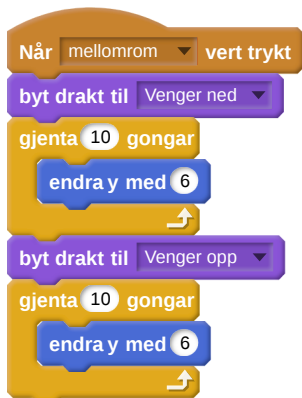 Når mellomrom vert trykt
byt drakt til Venger ned
gjenta 10 gongar
endra y med 6
byt drakt til Venger opp
gjenta 10 gongar
endra y med 6